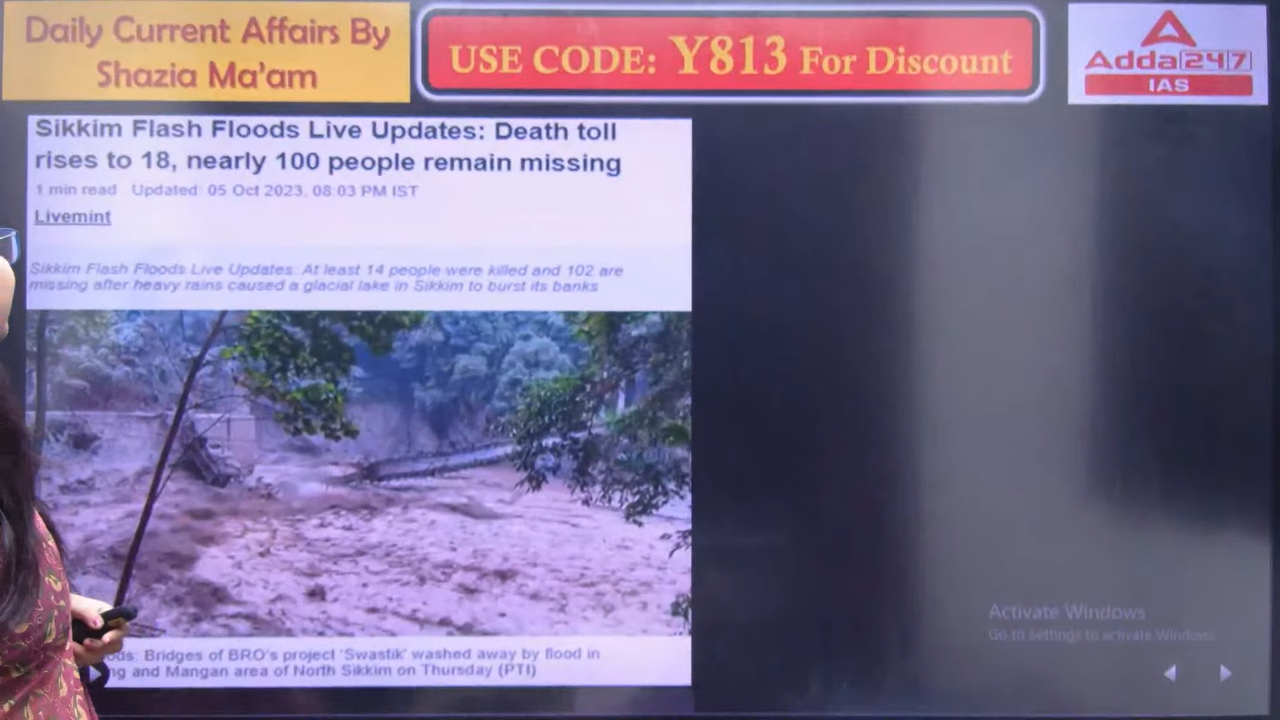 Daily Current Affairs By
Shazia Ma'am
USE CODE: Y813 For Discount
Adda 247
IAS
Sikkim Flash Floods Live Updates: Death toll
rises to 18, nearly 100 people remain missing
1 min read Updated: 05 Oct 2023, 08:03 PM IST
Livemint
Sikkim Flash Floods Live Updates: At least 14 people were killed and 102 are
missing after heavy rains caused a glacial lake in Sikkim to burst its banks
Bridges of BRO's project 'Swastik' washed away by flood in
and Mangan area of North Sikkim on Thursday (PTI)
Activate Windows
Go to Settings to activate Windows.